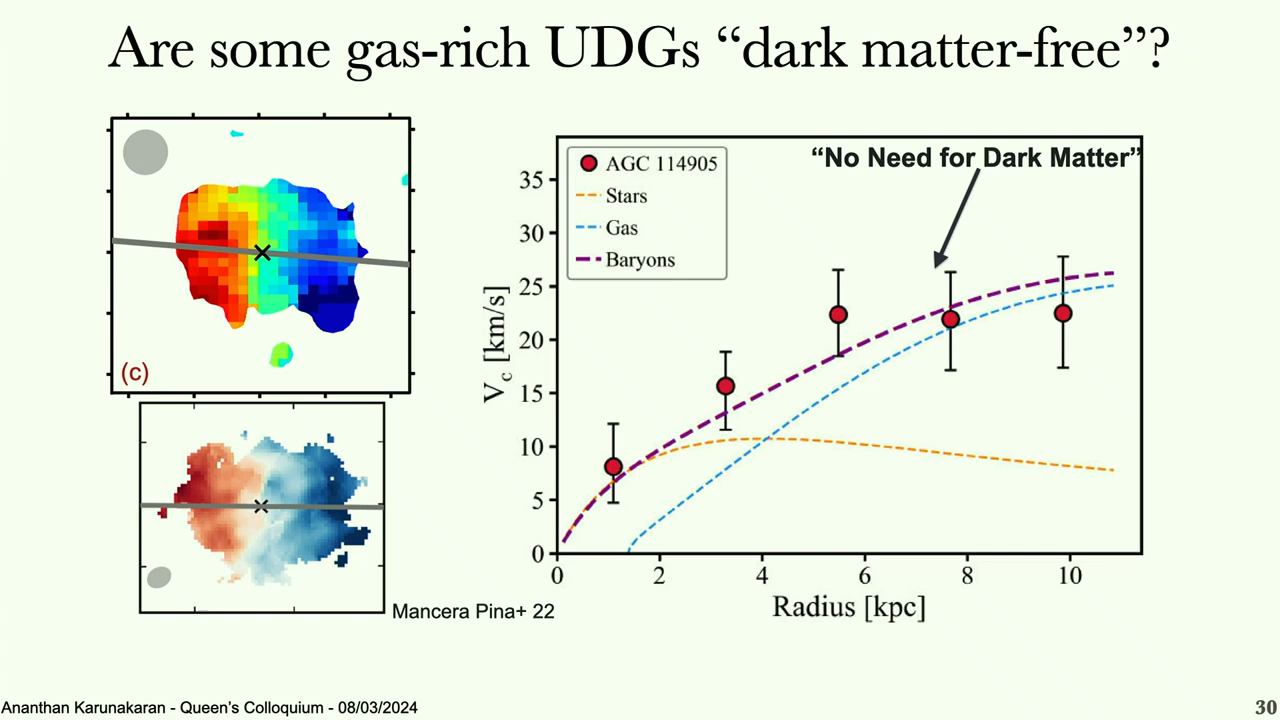 Are some gas-rich UDGs “dark matter-free”?
(c)
Mancera Pina+ 22
“No Need for Dark Matter”
AGC 114905
Stars
Gas
Baryons
Vc [km/s]
35
30
25
20
15
10
5
0
0 2 4 6 8 10
Radius [kpc]
Ananthan Karunakaran - Queen’s Colloquium - 08/03/2024
30